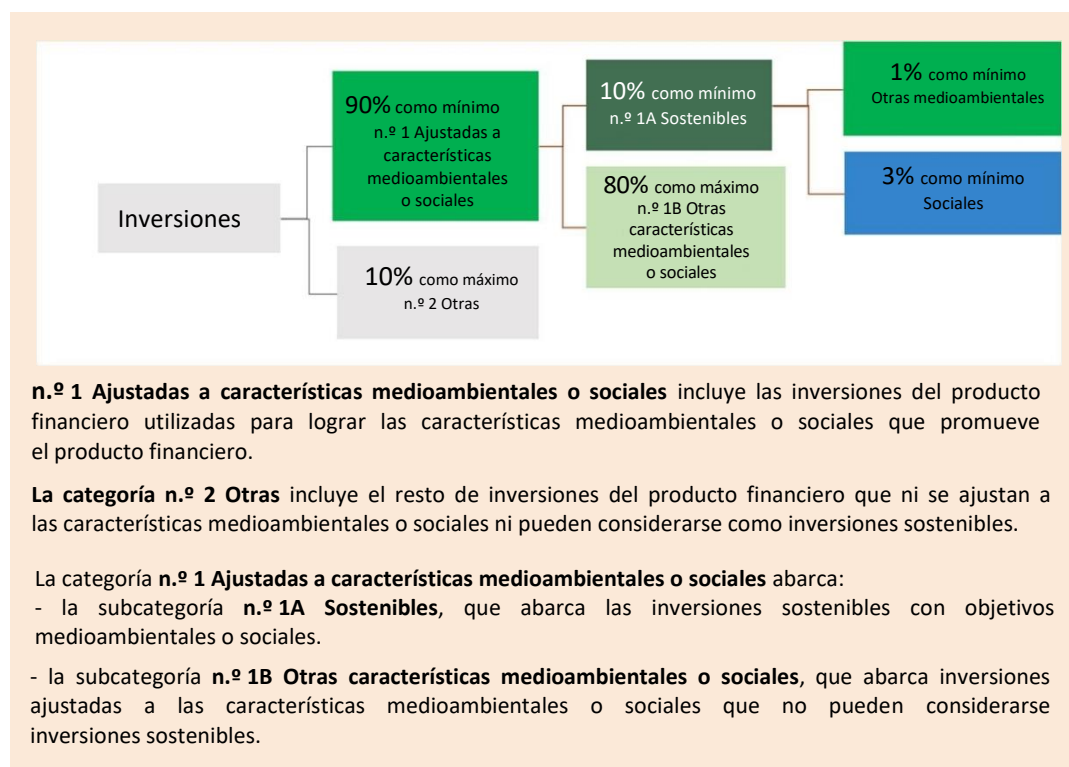 Inversiones
90% como mínimo
n.º 1 Ajustadas a
características
medioambientales
o sociales
10% como máximo
n.º 2 Otras
10% como mínimo
n.º 1A Sostenibles
80% como máximo
n.º 1B Otras
características
medioambientales
o sociales
1% como mínimo
Otras medioambientales
3% como mínimo
Sociales
n.º 1 Ajustadas a características medioambientales o sociales incluye las inversiones del producto
financiero utilizadas para lograr las características medioambientales o sociales que promueve
el producto financiero.
La categoría n.º 2 Otras incluye el resto de inversiones del producto financiero que ni se ajustan a
las características medioambientales o sociales ni pueden considerarse como inversiones sostenibles.
La categoría n.º 1 Ajustadas a características medioambientales o sociales abarca:
- la subcategoría n.º 1A Sostenibles, que abarca las inversiones sostenibles con objetivos
medioambientales o sociales.
- la subcategoría n.º 1B Otras características medioambientales o sociales, que abarca inversiones
ajustadas a las características medioambientales o sociales que no pueden considerarse
inversiones sostenibles.